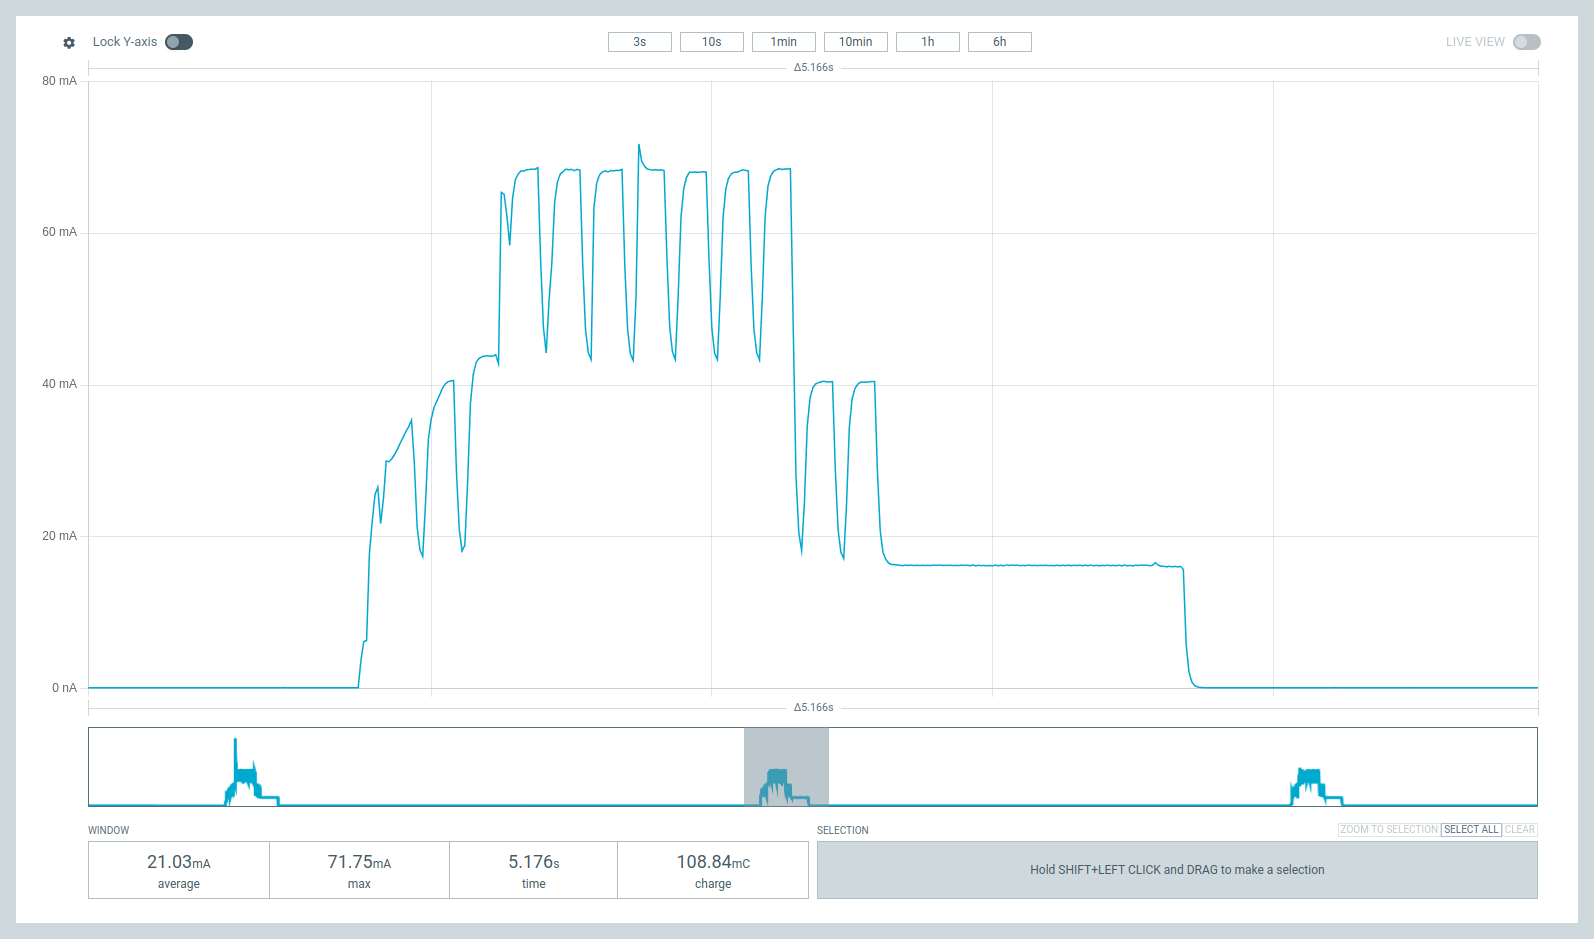 Lock Y-axis
3s 10s 1min 10min 1h 6h
LIVE VIEW
Δ5.166s
80 mA
60 mA
40 mA
20 mA
0 nA
Δ5.166s
WINDOW
21.03mA average
71.75mA max
5.176s time
108.84mC charge
SELECTION
ZOOM TO SELECTION SELECT ALL CLEAR
Hold SHIFT+LEFT CLICK and DRAG to make a selection